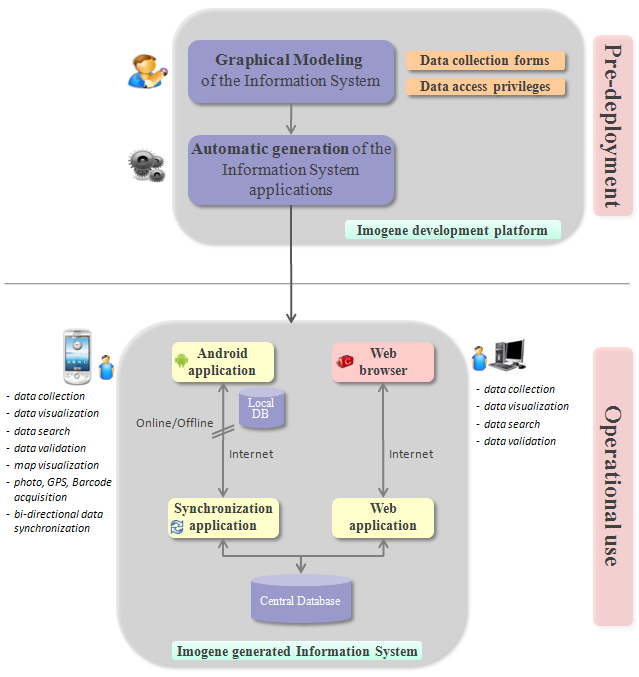 Graphical Modeling
of the Information System
Data collection forms
Data access privileges
Automatic generation of the
Information System
applications
Imogene development platform
Pre-deployment
Android
application
Web
browser
Local
DB
Online/Offline
Internet
Internet
Synchronization
application
Web
application
Central Database
Imogene generated Information System
- data collection
- data visualization
- data search
- data validation
- map visualization
- photo, GPS, Barcode
acquisition
- bi-directional data
synchronization
- data collection
- data visualization
- data search
- data validation
Operational use